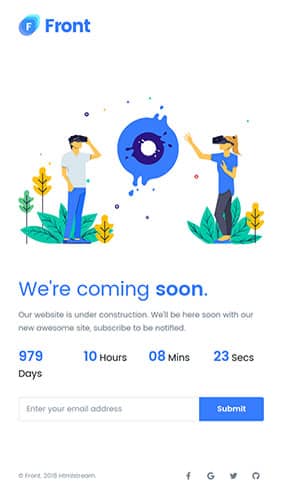 F Front
We're coming soon.
Our website is under construction. We'll be here soon with our
new awesome site, subscribe to be notified.
979 10 Hours 08 Mins 23 Secs
Days
Enter your email address Submit
© Front. 2018 Htmlstream.